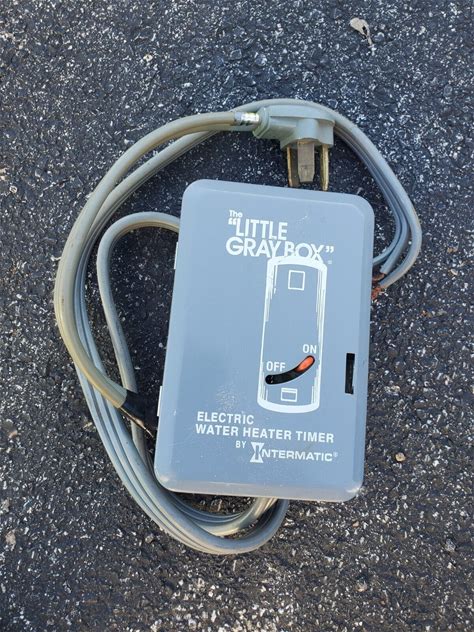 The
"LITTLE
GRAY BOX"®
ON
OFF
ELECTRIC
WATER HEATER TIMER
BY INTERMATIC®